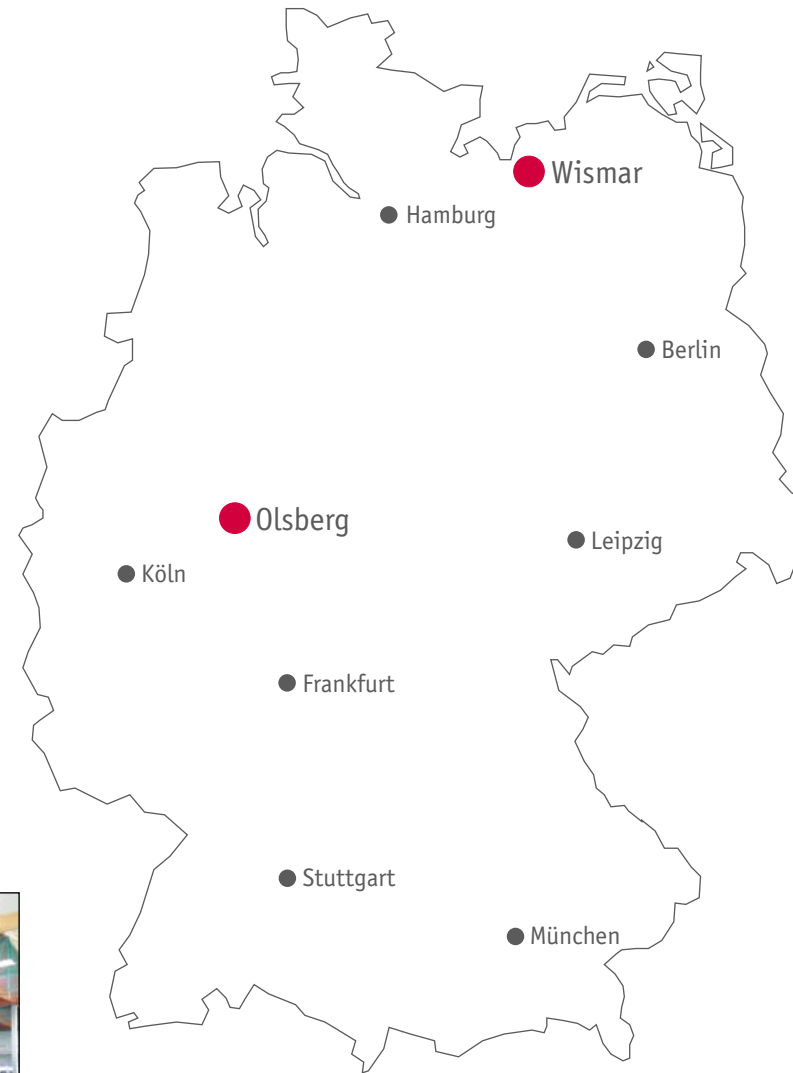 Wismar
Hamburg
Berlin
Olsberg
Leipzig
Köln
Frankfurt
Stuttgart
München